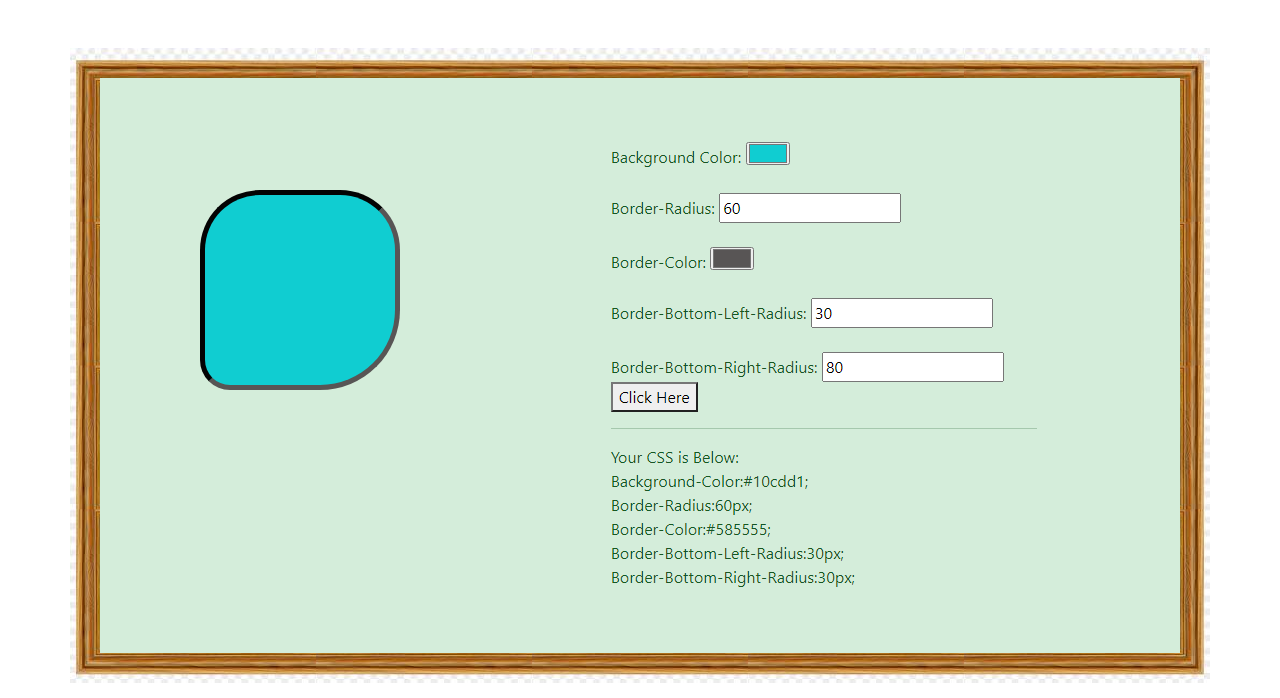 Background Color:
Border-Radius: 60
Border-Color:
Border-Bottom-Left-Radius: 30
Border-Bottom-Right-Radius: 80
Click Here
Your CSS is Below:
Background-Color:#10cdd1;
Border-Radius:60px;
Border-Color:#585555;
Border-Bottom-Left-Radius:30px;
Border-Bottom-Right-Radius:30px;